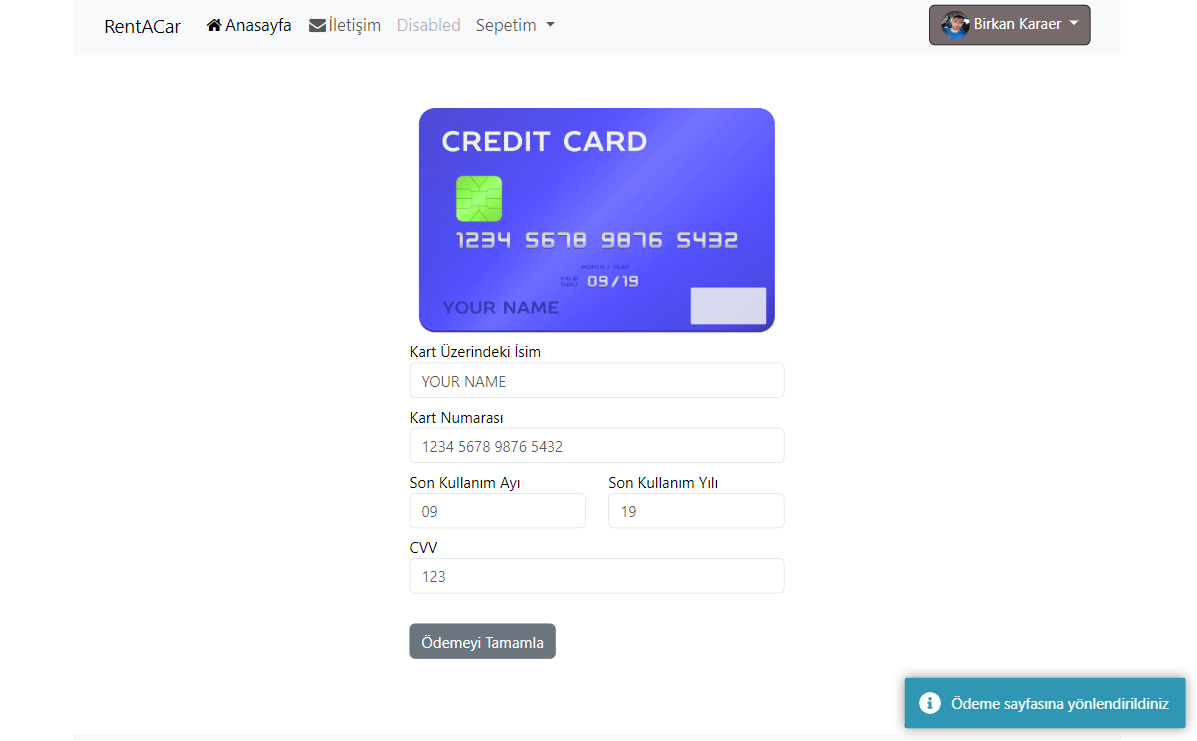 RentACar Anasayfa İletişim Disabled Sepetim Birkan Karaer
CREDIT CARD
1234 5678 9876 5432
MONTH / YEAR
VALID THRU 09/19
YOUR NAME
Kart Üzerindeki İsim
YOUR NAME
Kart Numarası
1234 5678 9876 5432
Son Kullanım Ayı Son Kullanım Yılı
09 19
CVV
123
Ödemeyi Tamamla
Ödeme sayfasına yönlendirildiniz